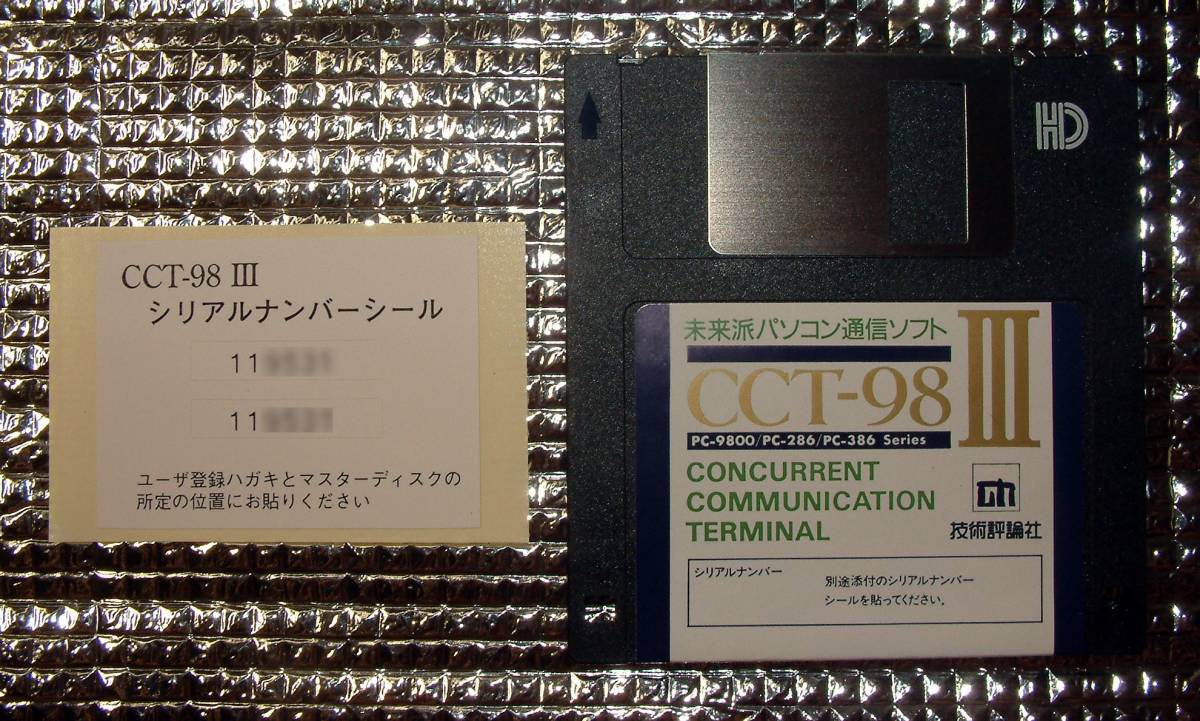 CCT-98 III
シリアルナンバーシール
11
11
ユーザ登録ハガキとマスターディスクの
所定の位置にお貼りください
HD
未来派パソコン通信ソフト
CCT-98 III
PC-9800/PC-286/PC-386 Series
CONCURRENT
COMMUNICATION
TERMINAL
技術評論社
シリアルナンバー
別途添付のシリアルナンバー
シールを貼ってください。